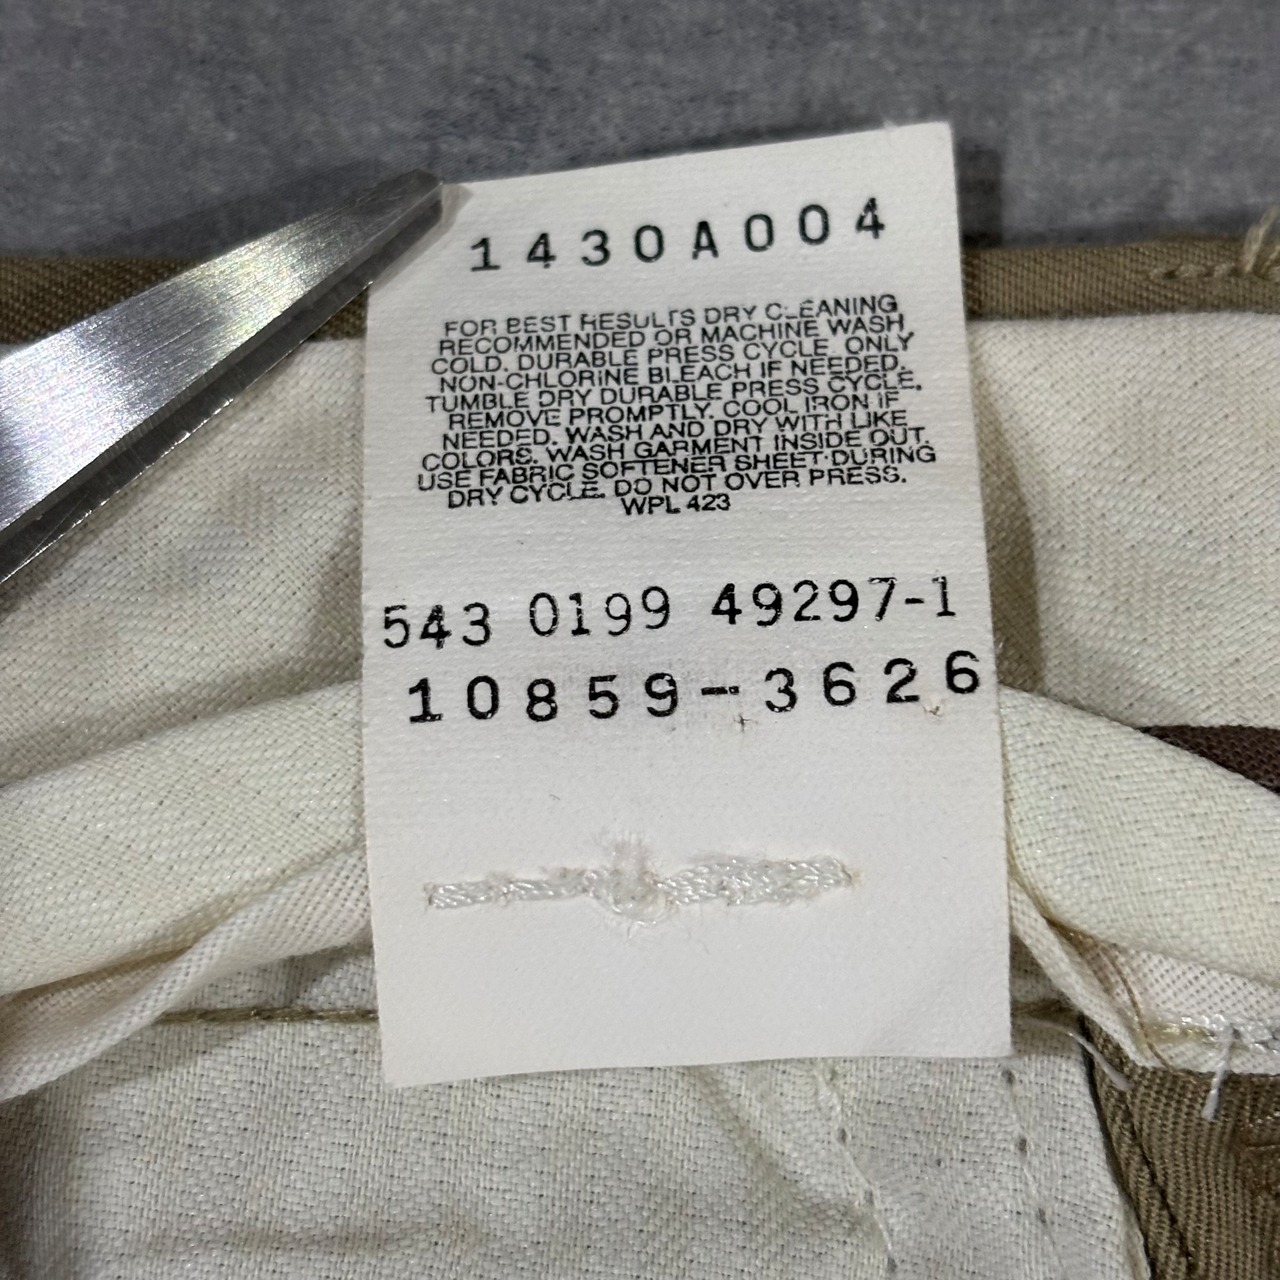 1430A004
FOR BEST RESULTS DRY CLEANING
RECOMMENDED OR MACHINE WASH,
COLD. DURABLE PRESS CYCLE, ONLY
NON-CHLORINE BLEACH IF NEEDED.
TUMBLE DRY DURABLE PRESS CYCLE.
REMOVE PROMPTLY. COOL IRON IF
NEEDED. WASH AND DRY WITH LIKE
COLORS. WASH GARMENT INSIDE OUT.
USE FABRIC SOFTENER SHEET DURING
DRY CYCLE. DO NOT OVER PRESS.
WPL 423
543 0199 49297-1
10859-3626